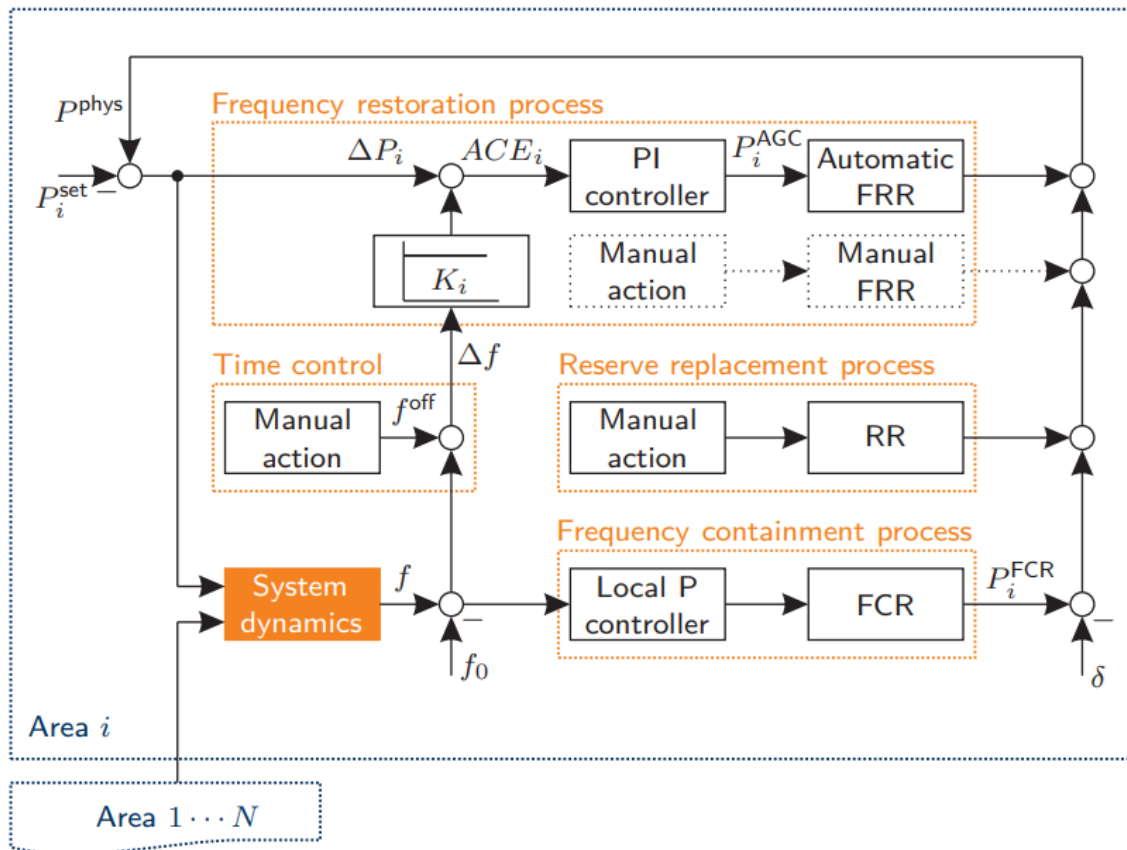 Frequency restoration process
P^phys
P_i^set
−
ΔP_i
ACE_i
PI
controller
P_i^AGC
Automatic
FRR
K_i
Manual
action
Manual
FRR
Δf
Time control
Manual
action
f^off
Reserve replacement process
Manual
action
RR
Frequency containment process
System
dynamics
f
−
f_0
Local P
controller
FCR
P_i^FCR
−
δ
Area i
Area 1 ⋯ N